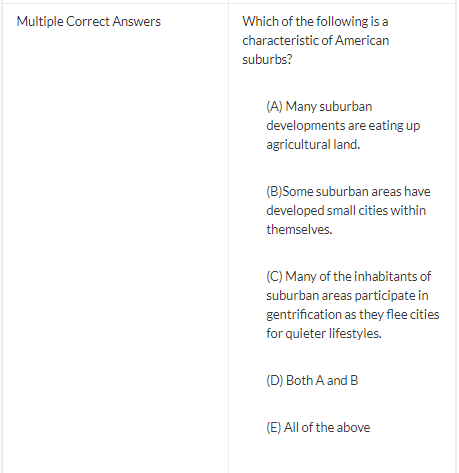 Multiple Correct Answers
Which of the following is a
characteristic of American
suburbs?
(A) Many suburban
developments are eating up
agricultural land.
(B)Some suburban areas have
developed small cities within
themselves.
(C) Many of the inhabitants of
suburban areas participate in
gentrification as they flee cities
for quieter lifestyles.
(D) Both A and B
(E) All of the above